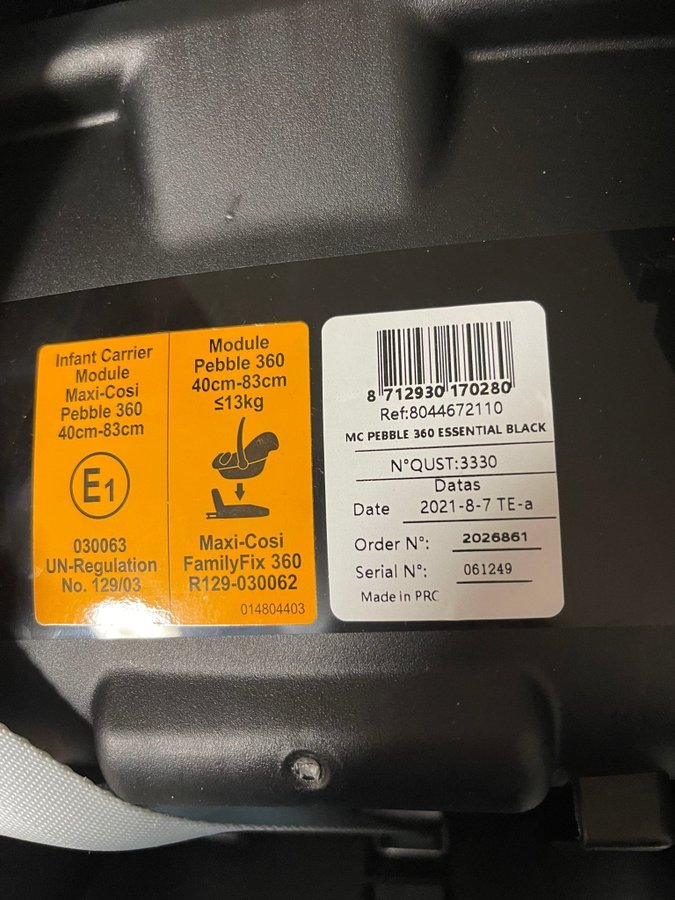 Infant Carrier
Module
Maxi-Cosi
Pebble 360
40cm-83cm
E1
030063
UN-Regulation
No. 129/03
Module
Pebble 360
40cm-83cm
≤13kg
Maxi-Cosi
FamilyFix 360
R129-030062
014804403
8 712930 170280
Ref:8044672110
MC PEBBLE 360 ESSENTIAL BLACK
N°QUST:3330
Datas
Date 2021-8-7 TE-a
Order N°: 2026861
Serial N°: 061249
Made in PRC